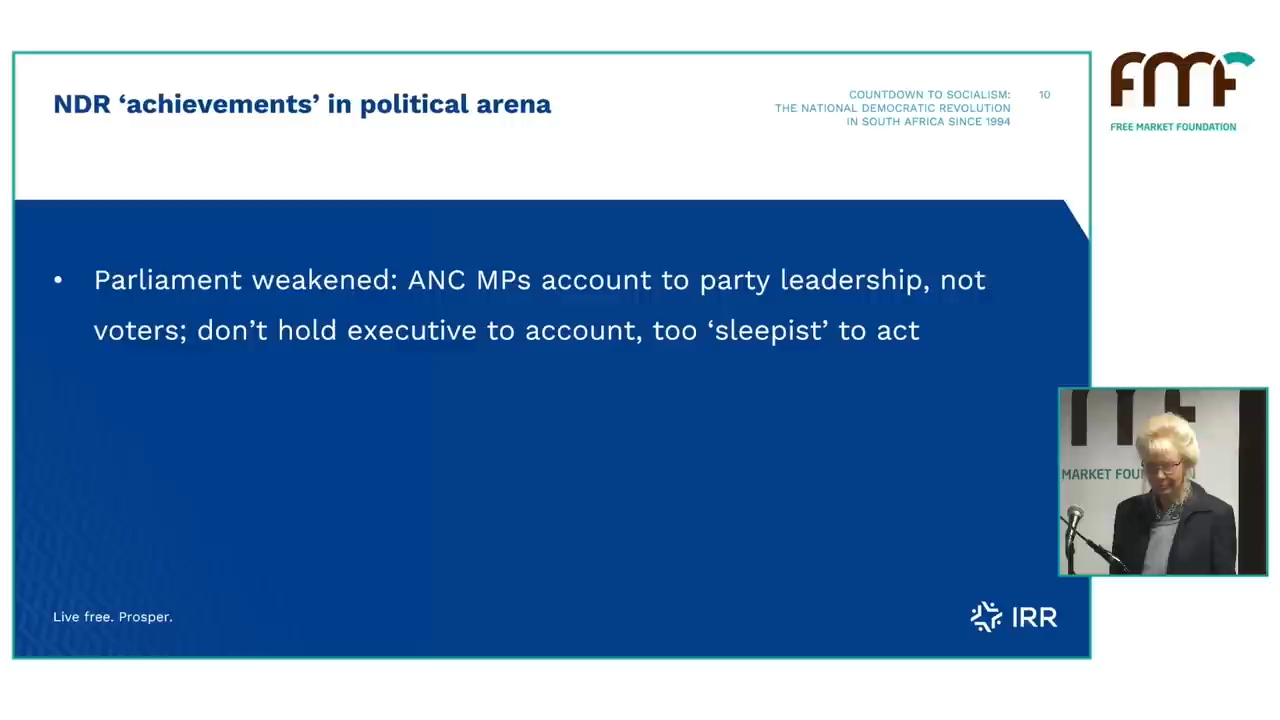 NDR ‘achievements’ in political arena
COUNTDOWN TO SOCIALISM:
THE NATIONAL DEMOCRATIC REVOLUTION
IN SOUTH AFRICA SINCE 1994
10
FMF
FREE MARKET FOUNDATION
• Parliament weakened: ANC MPs account to party leadership, not
voters; don’t hold executive to account, too ‘sleepist’ to act
MARKET FOU
Live free. Prosper.
IRR